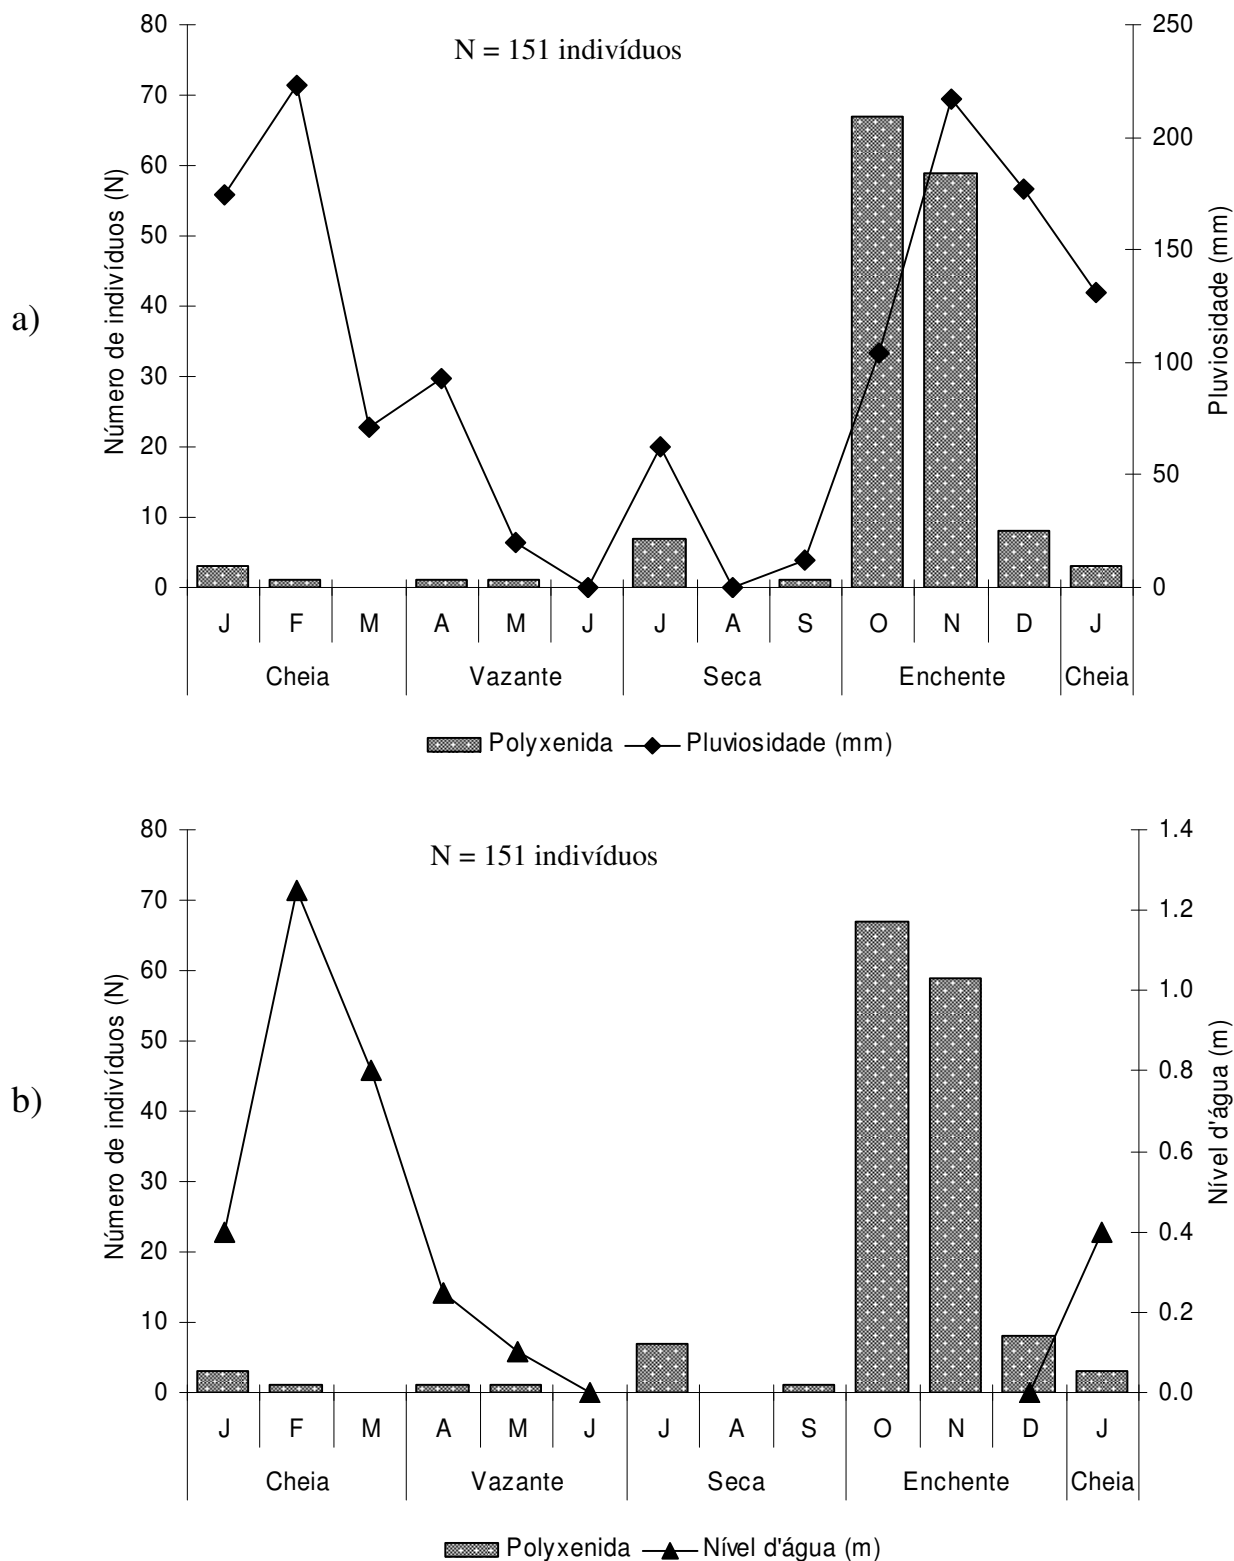 80
250
N = 151 indivíduos
70
200
60
50
150
a)
Número de indivíduos (N)
Pluviosidade (mm)
40
30
100
20
50
10
0
0
J F M A M J J A S O N D J
Cheia Vazante Seca Enchente Cheia
Polyxenida Pluviosidade (mm)
80
1.4
N = 151 indivíduos
70
1.2
60
1.0
50
b)
Número de indivíduos (N)
Nível d'água (m)
0.8
40
0.6
30
0.4
20
0.2
10
0
0.0
J F M A M J J A S O N D J
Cheia Vazante Seca Enchente Cheia
Polyxenida Nível d'água (m)